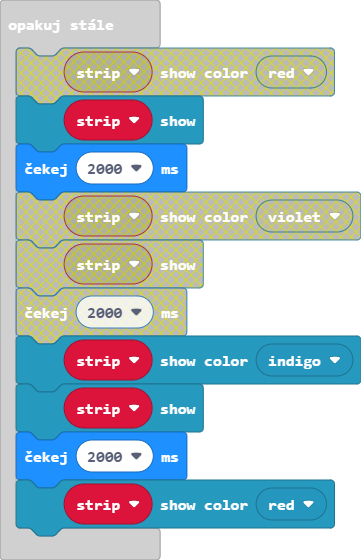 opakuj stále
strip show color red
strip show
čekej 2000 ms
strip show color violet
strip show
čekej 2000 ms
strip show color indigo
strip show
čekej 2000 ms
strip show color red